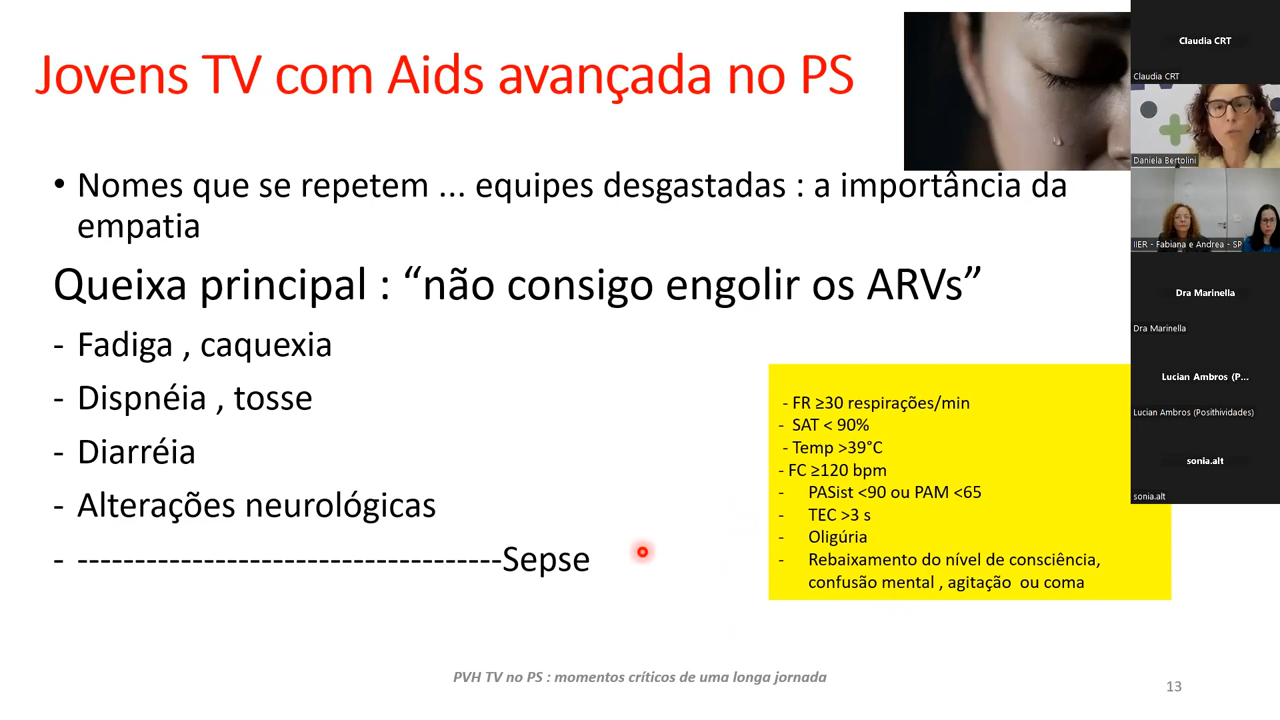 Jovens TV com Aids avançada no PS
• Nomes que se repetem ... equipes desgastadas : a importância da
empatia
Queixa principal : “não consigo engolir os ARVs”
- Fadiga , caquexia
- Dispnéia , tosse
- Diarréia
- Alterações neurológicas
- -------------------------------------Sepse
- FR ≥30 respirações/min
- SAT < 90%
- Temp >39°C
- FC ≥120 bpm
- PASist <90 ou PAM <65
- TEC >3 s
- Oligúria
- Rebaixamento do nível de consciência,
confusão mental , agitação ou coma
PVH TV no PS : momentos críticos de uma longa jornada
13
Claudia CRT
Claudia CRT
Daniela Bertolini
IIER - Fabiana e Andrea - SP
Dra Marinella
Dra Marinella
Lucian Ambros (P...
Lucian Ambros (Posithividades)
sonia.alt
sonia.alt